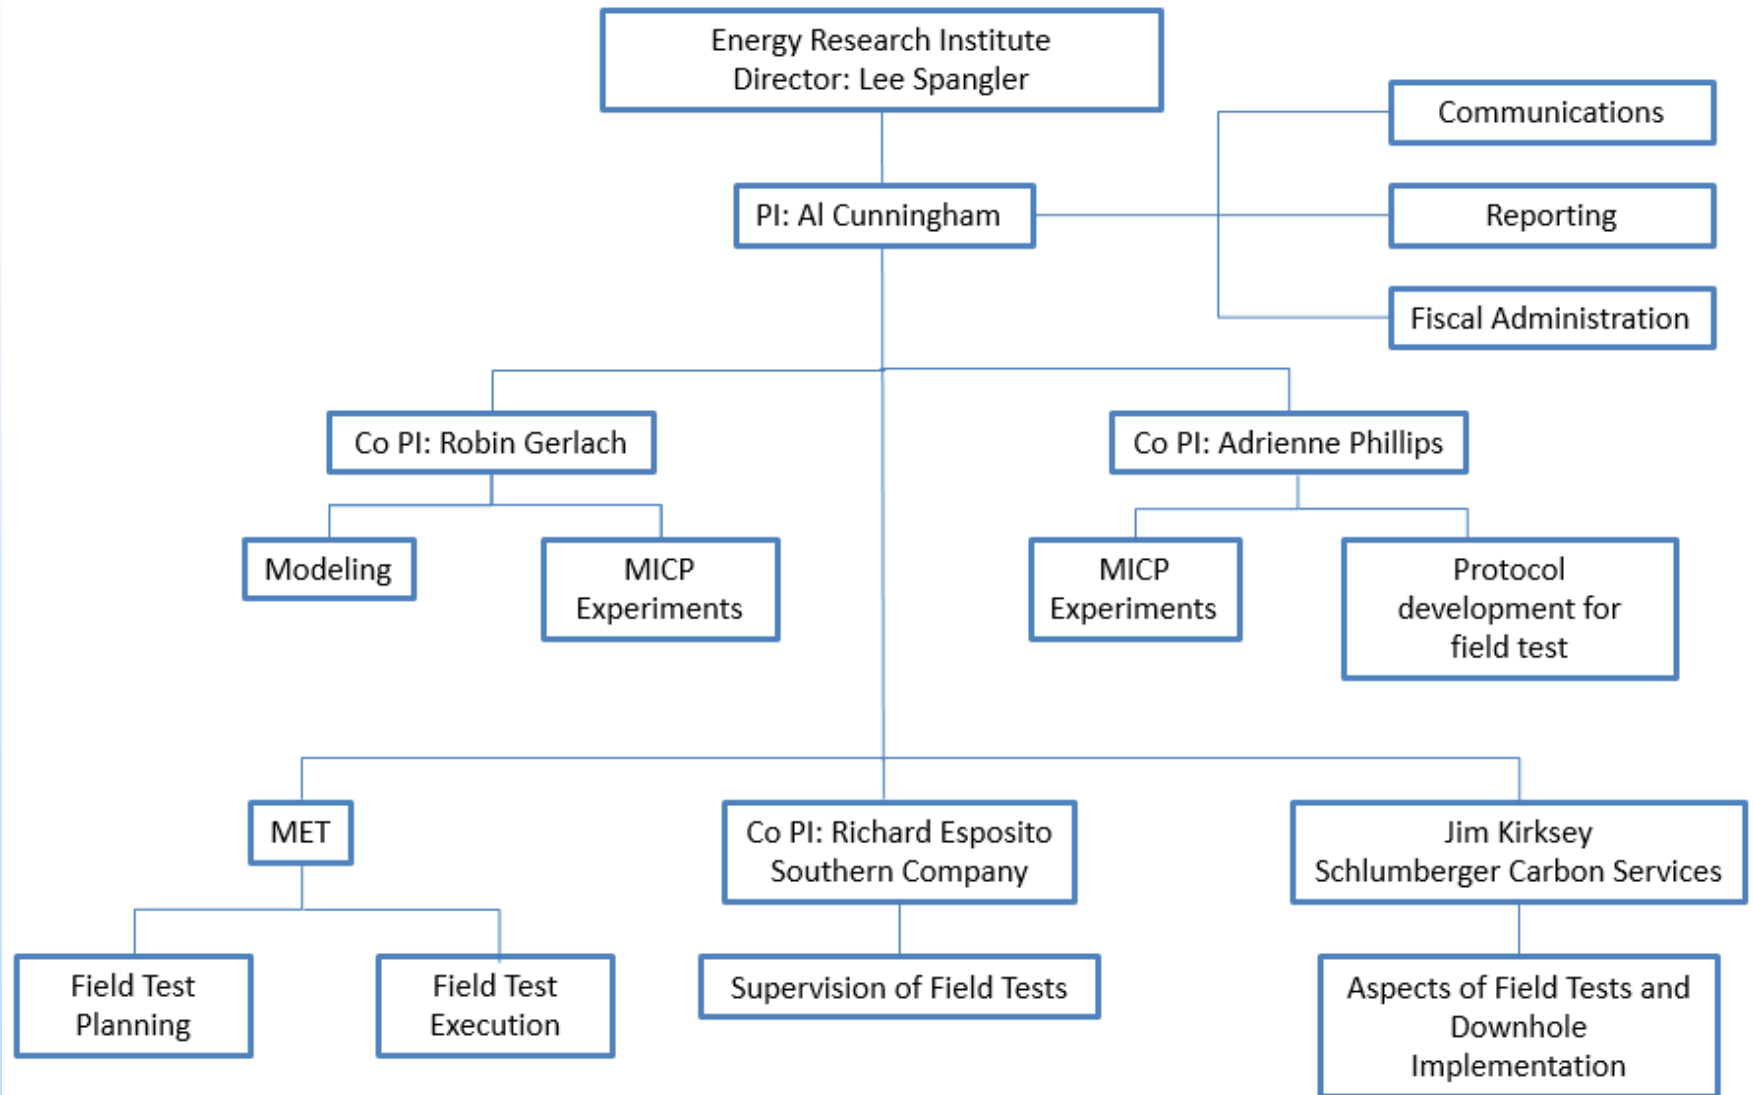 Energy Research Institute
Director: Lee Spangler
Communications
PI: Al Cunningham
Reporting
Fiscal Administration
Co PI: Robin Gerlach
Co PI: Adrienne Phillips
Modeling
MICP
Experiments
MICP
Experiments
Protocol
development for
field test
MET
Co PI: Richard Esposito
Southern Company
Jim Kirksey
Schlumberger Carbon Services
Field Test
Planning
Field Test
Execution
Supervision of Field Tests
Aspects of Field Tests and
Downhole
Implementation